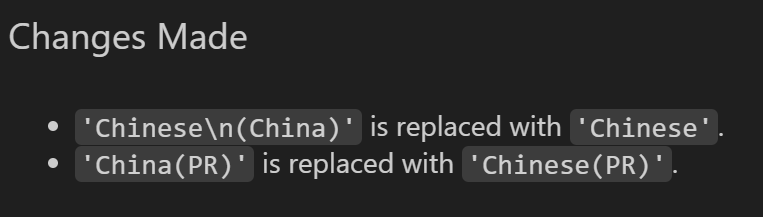 Changes Made
• 'Chinese\n(China)' is replaced with 'Chinese'.
• 'China(PR)' is replaced with 'Chinese(PR)'.